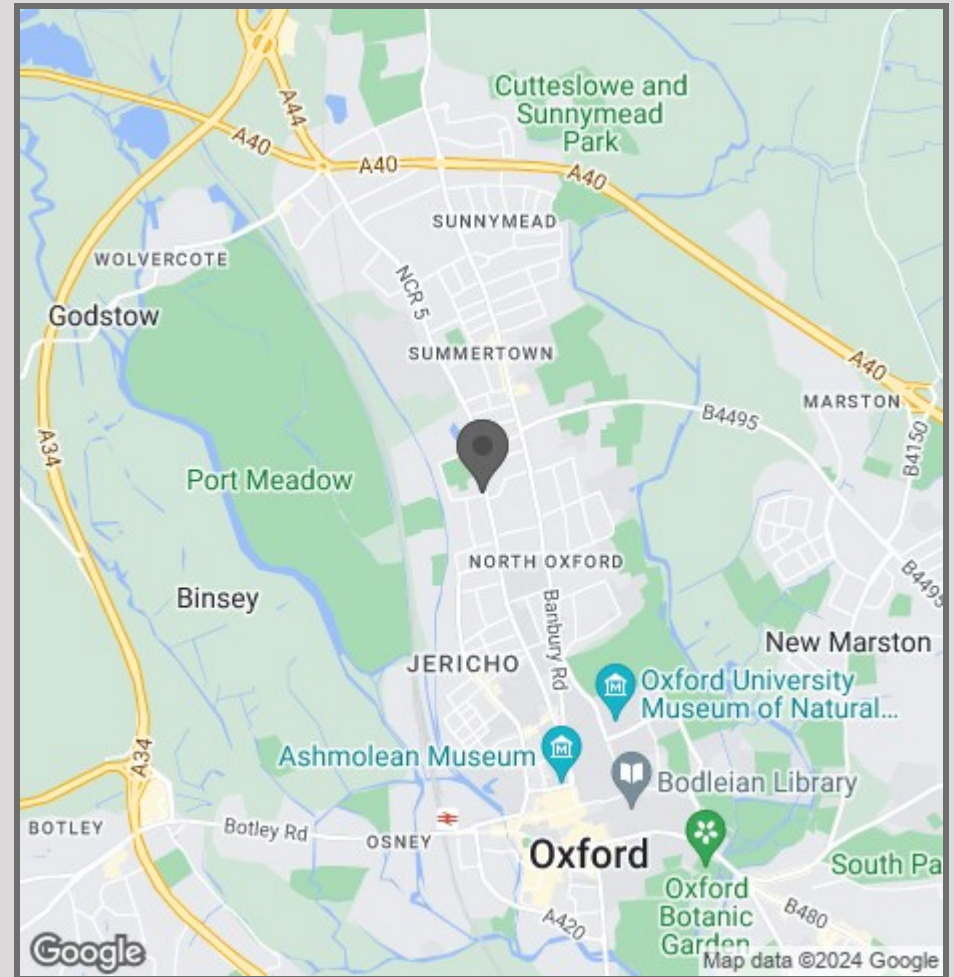 Cutteslowe and
Sunnymead
Park
A44
A40
A40
A40
SUNNYMEAD
WOLVERCOTE
NCR 5
Godstow
SUMMERTOWN
A40
MARSTON
B4495
B4150
A34
Port Meadow
NORTH OXFORD
B4495
Binsey
Banbury Rd
New Marston
JERICHO
Oxford University
Museum of Natural...
Ashmolean Museum
A34
Bodleian Library
BOTLEY
Botley Rd
OSNEY
Oxford
South Pa
Oxford
Botanic
Garden
A420
B480
Google
Map data ©2024 Google